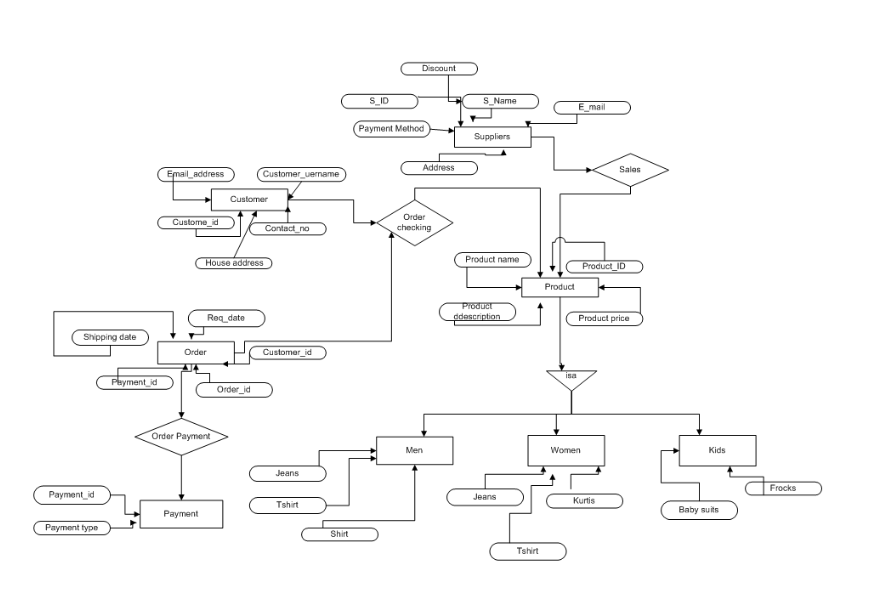 Discount
S_ID
S_Name
E_mail
Payment Method
Suppliers
Address
Sales
Email_address
Customer_uername
Customer
Custome_id
Contact_no
House address
Order
checking
Product name
Product_ID
Product
Product
ddescription
Product price
Req_date
Shipping date
Order
Customer_id
Payment_id
Order_id
isa
Order Payment
Men
Women
Kids
Jeans
Tshirt
Shirt
Jeans
Kurtis
Tshirt
Frocks
Baby suits
Payment_id
Payment
Payment type